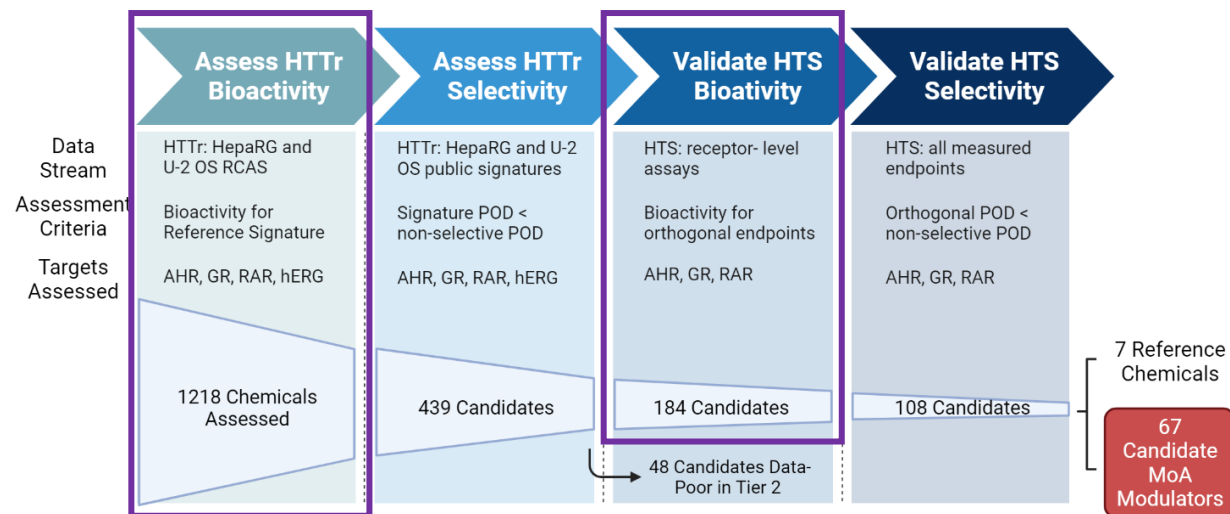 Assess HTTr
Bioactivity
Assess HTTr
Selectivity
Validate HTS
Bioativity
Validate HTS
Selectivity
Data
Stream
HTTr: HepaRG and
U-2 OS RCAS
HTTr: HepaRG and U-2
OS public signatures
HTS: receptor- level
assays
HTS: all measured
endpoints
Assessment
Criteria
Bioactivity for
Reference Signature
Signature POD <
non-selective POD
Bioactivity for
orthogonal endpoints
Orthogonal POD <
non-selective POD
Targets
Assessed
AHR, GR, RAR, hERG
AHR, GR, RAR, hERG
AHR, GR, RAR
AHR, GR, RAR
1218 Chemicals
Assessed
439 Candidates
184 Candidates
108 Candidates
48 Candidates Data-
Poor in Tier 2
7 Reference
Chemicals
67
Candidate
MoA
Modulators